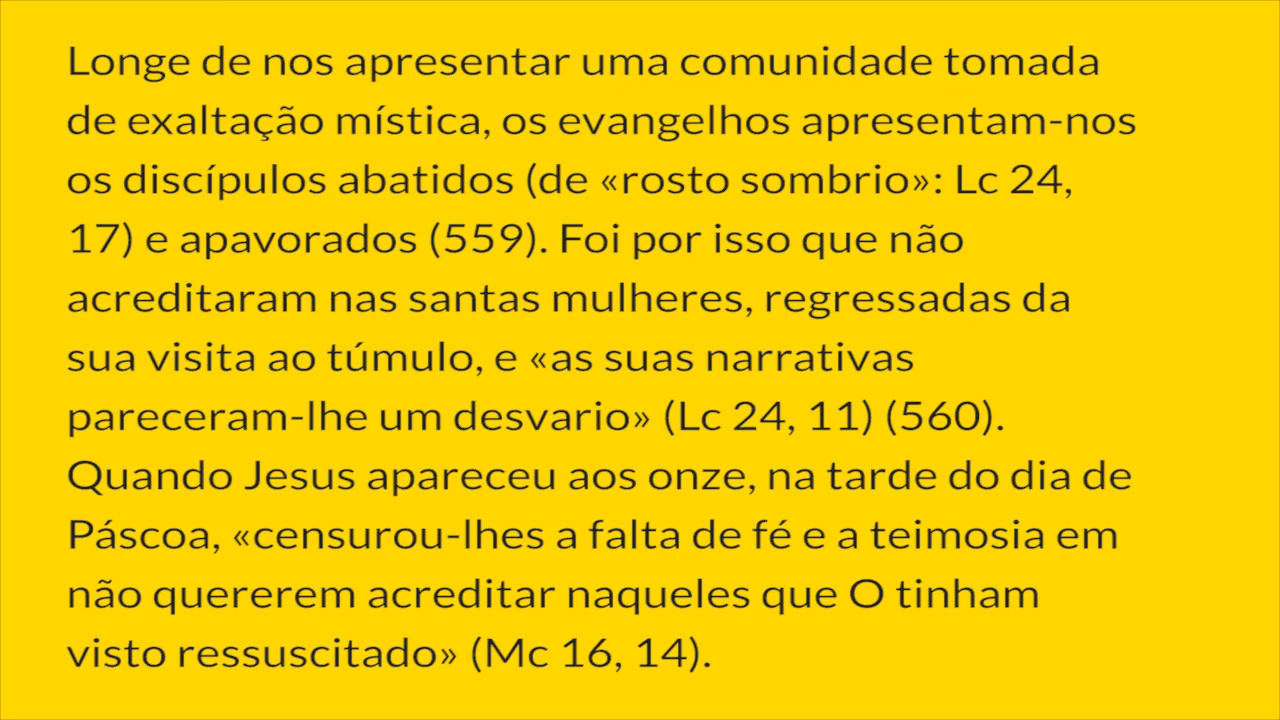 Longe de nos apresentar uma comunidade tomada
de exaltação mística, os evangelhos apresentam-nos
os discípulos abatidos (de «rosto sombrio»: Lc 24,
17) e apavorados (559). Foi por isso que não
acreditaram nas santas mulheres, regressadas da
sua visita ao túmulo, e «as suas narrativas
pareceram-lhe um desvario» (Lc 24, 11) (560).
Quando Jesus apareceu aos onze, na tarde do dia de
Páscoa, «censurou-lhes a falta de fé e a teimosia em
não quererem acreditar naqueles que O tinham
visto ressuscitado» (Mc 16, 14).